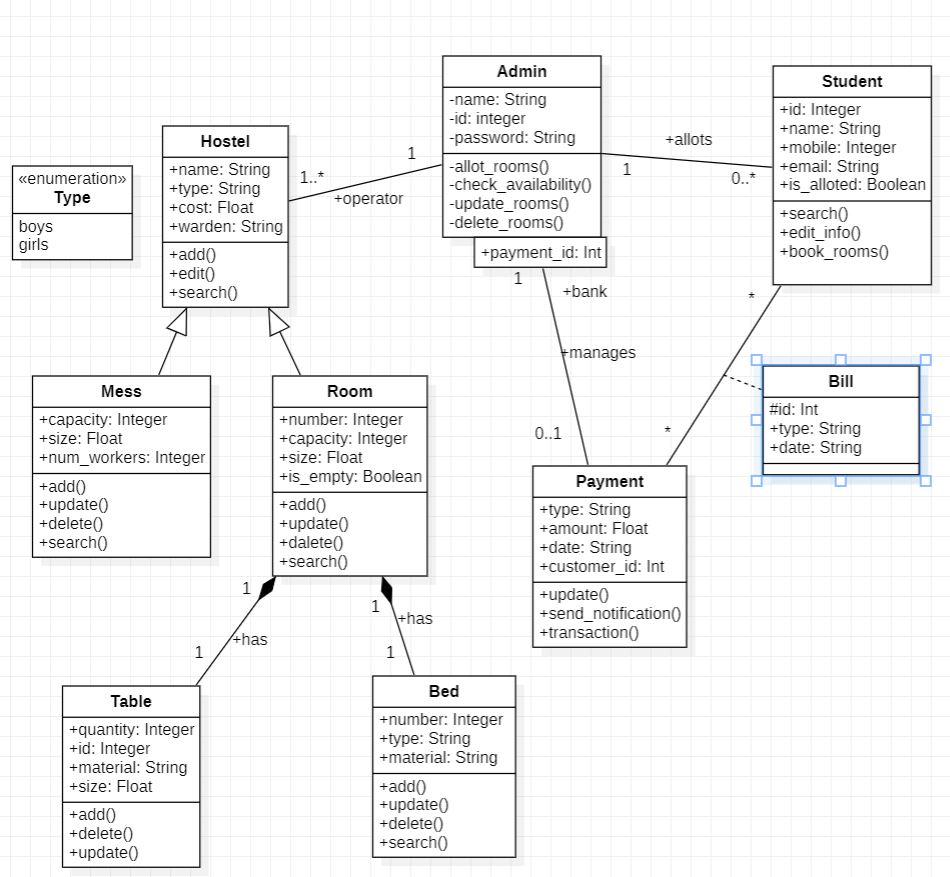 Admin
-name: String
-id: integer
-password: String
-allot_rooms()
-check_availability()
-update_rooms()
-delete_rooms()
+payment_id: Int
Student
+id: Integer
+name: String
+mobile: Integer
+email: String
+is_alloted: Boolean
+search()
+edit_info()
+book_rooms()
+allots
1
0..*
Hostel
+name: String
+type: String
+cost: Float
+warden: String
+add()
+edit()
+search()
1
1..*
+operator
«enumeration»
Type
boys
girls
1
+bank
+manages
0..1
*
*
Bill
#id: Int
+type: String
+date: String
Mess
+capacity: Integer
+size: Float
+num_workers: Integer
+add()
+update()
+delete()
+search()
Room
+number: Integer
+capacity: Integer
+size: Float
+is_empty: Boolean
+add()
+update()
+dalete()
+search()
Payment
+type: String
+amount: Float
+date: String
+customer_id: Int
+update()
+send_notification()
+transaction()
1
+has
1
1
+has
1
Table
+quantity: Integer
+id: Integer
+material: String
+size: Float
+add()
+delete()
+update()
Bed
+number: Integer
+type: String
+material: String
+add()
+update()
+delete()
+search()